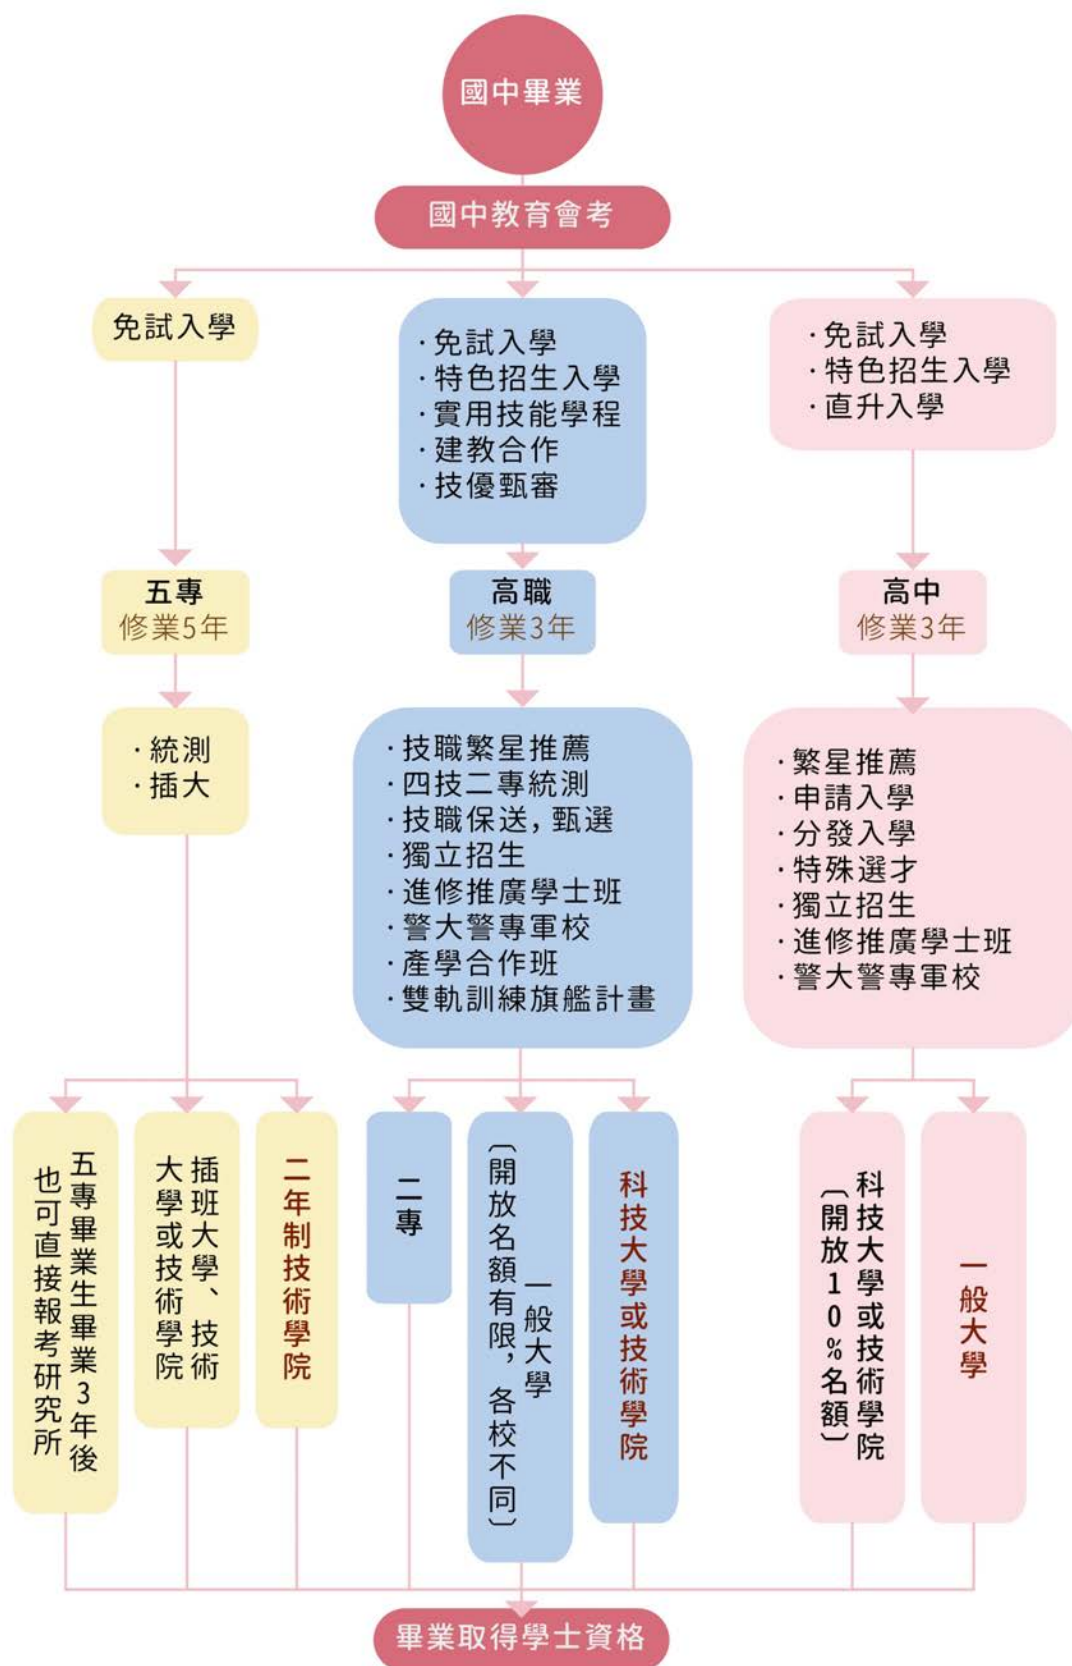 國中畢業
國中教育會考
免試入學
·免試入學
·特色招生入學
·實用技能學程
·建教合作
·技優甄審
·免試入學
·特色招生入學
·直升入學
五專
修業5年
高職
修業3年
高中
修業3年
·統測
·插大
·技職繁星推薦
·四技二專統測
·技職保送,甄選
·獨立招生
·進修推廣學士班
·警大警專軍校
·產學合作班
·雙軌訓練旗艦計畫
·繁星推薦
·申請入學
·分發入學
·特殊選才
·獨立招生
·進修推廣學士班
·警大警專軍校
五專畢業生畢業3年後
也可直接報考研究所
插班大學、技術
大學或技術學院
二年制技術學院
二專
一般大學
〔開放名額有限,各校不同〕
科技大學或技術學院
科技大學或技術學院
〔開放10%名額〕
一般大學
畢業取得學士資格